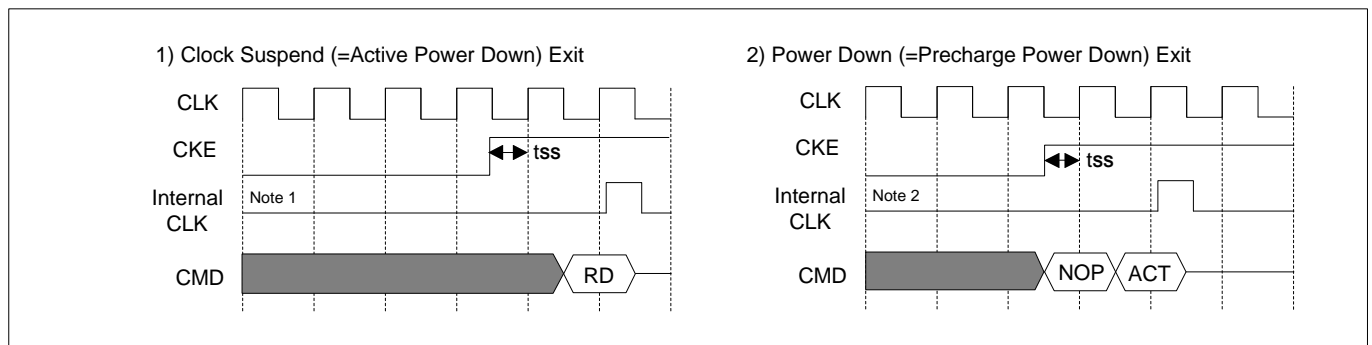 1) Clock Suspend (=Active Power Down) Exit
CLK
CKE
tss
Internal
CLK
Note 1
CMD
RD
2) Power Down (=Precharge Power Down) Exit
CLK
CKE
tss
Internal
CLK
Note 2
CMD
NOP
ACT